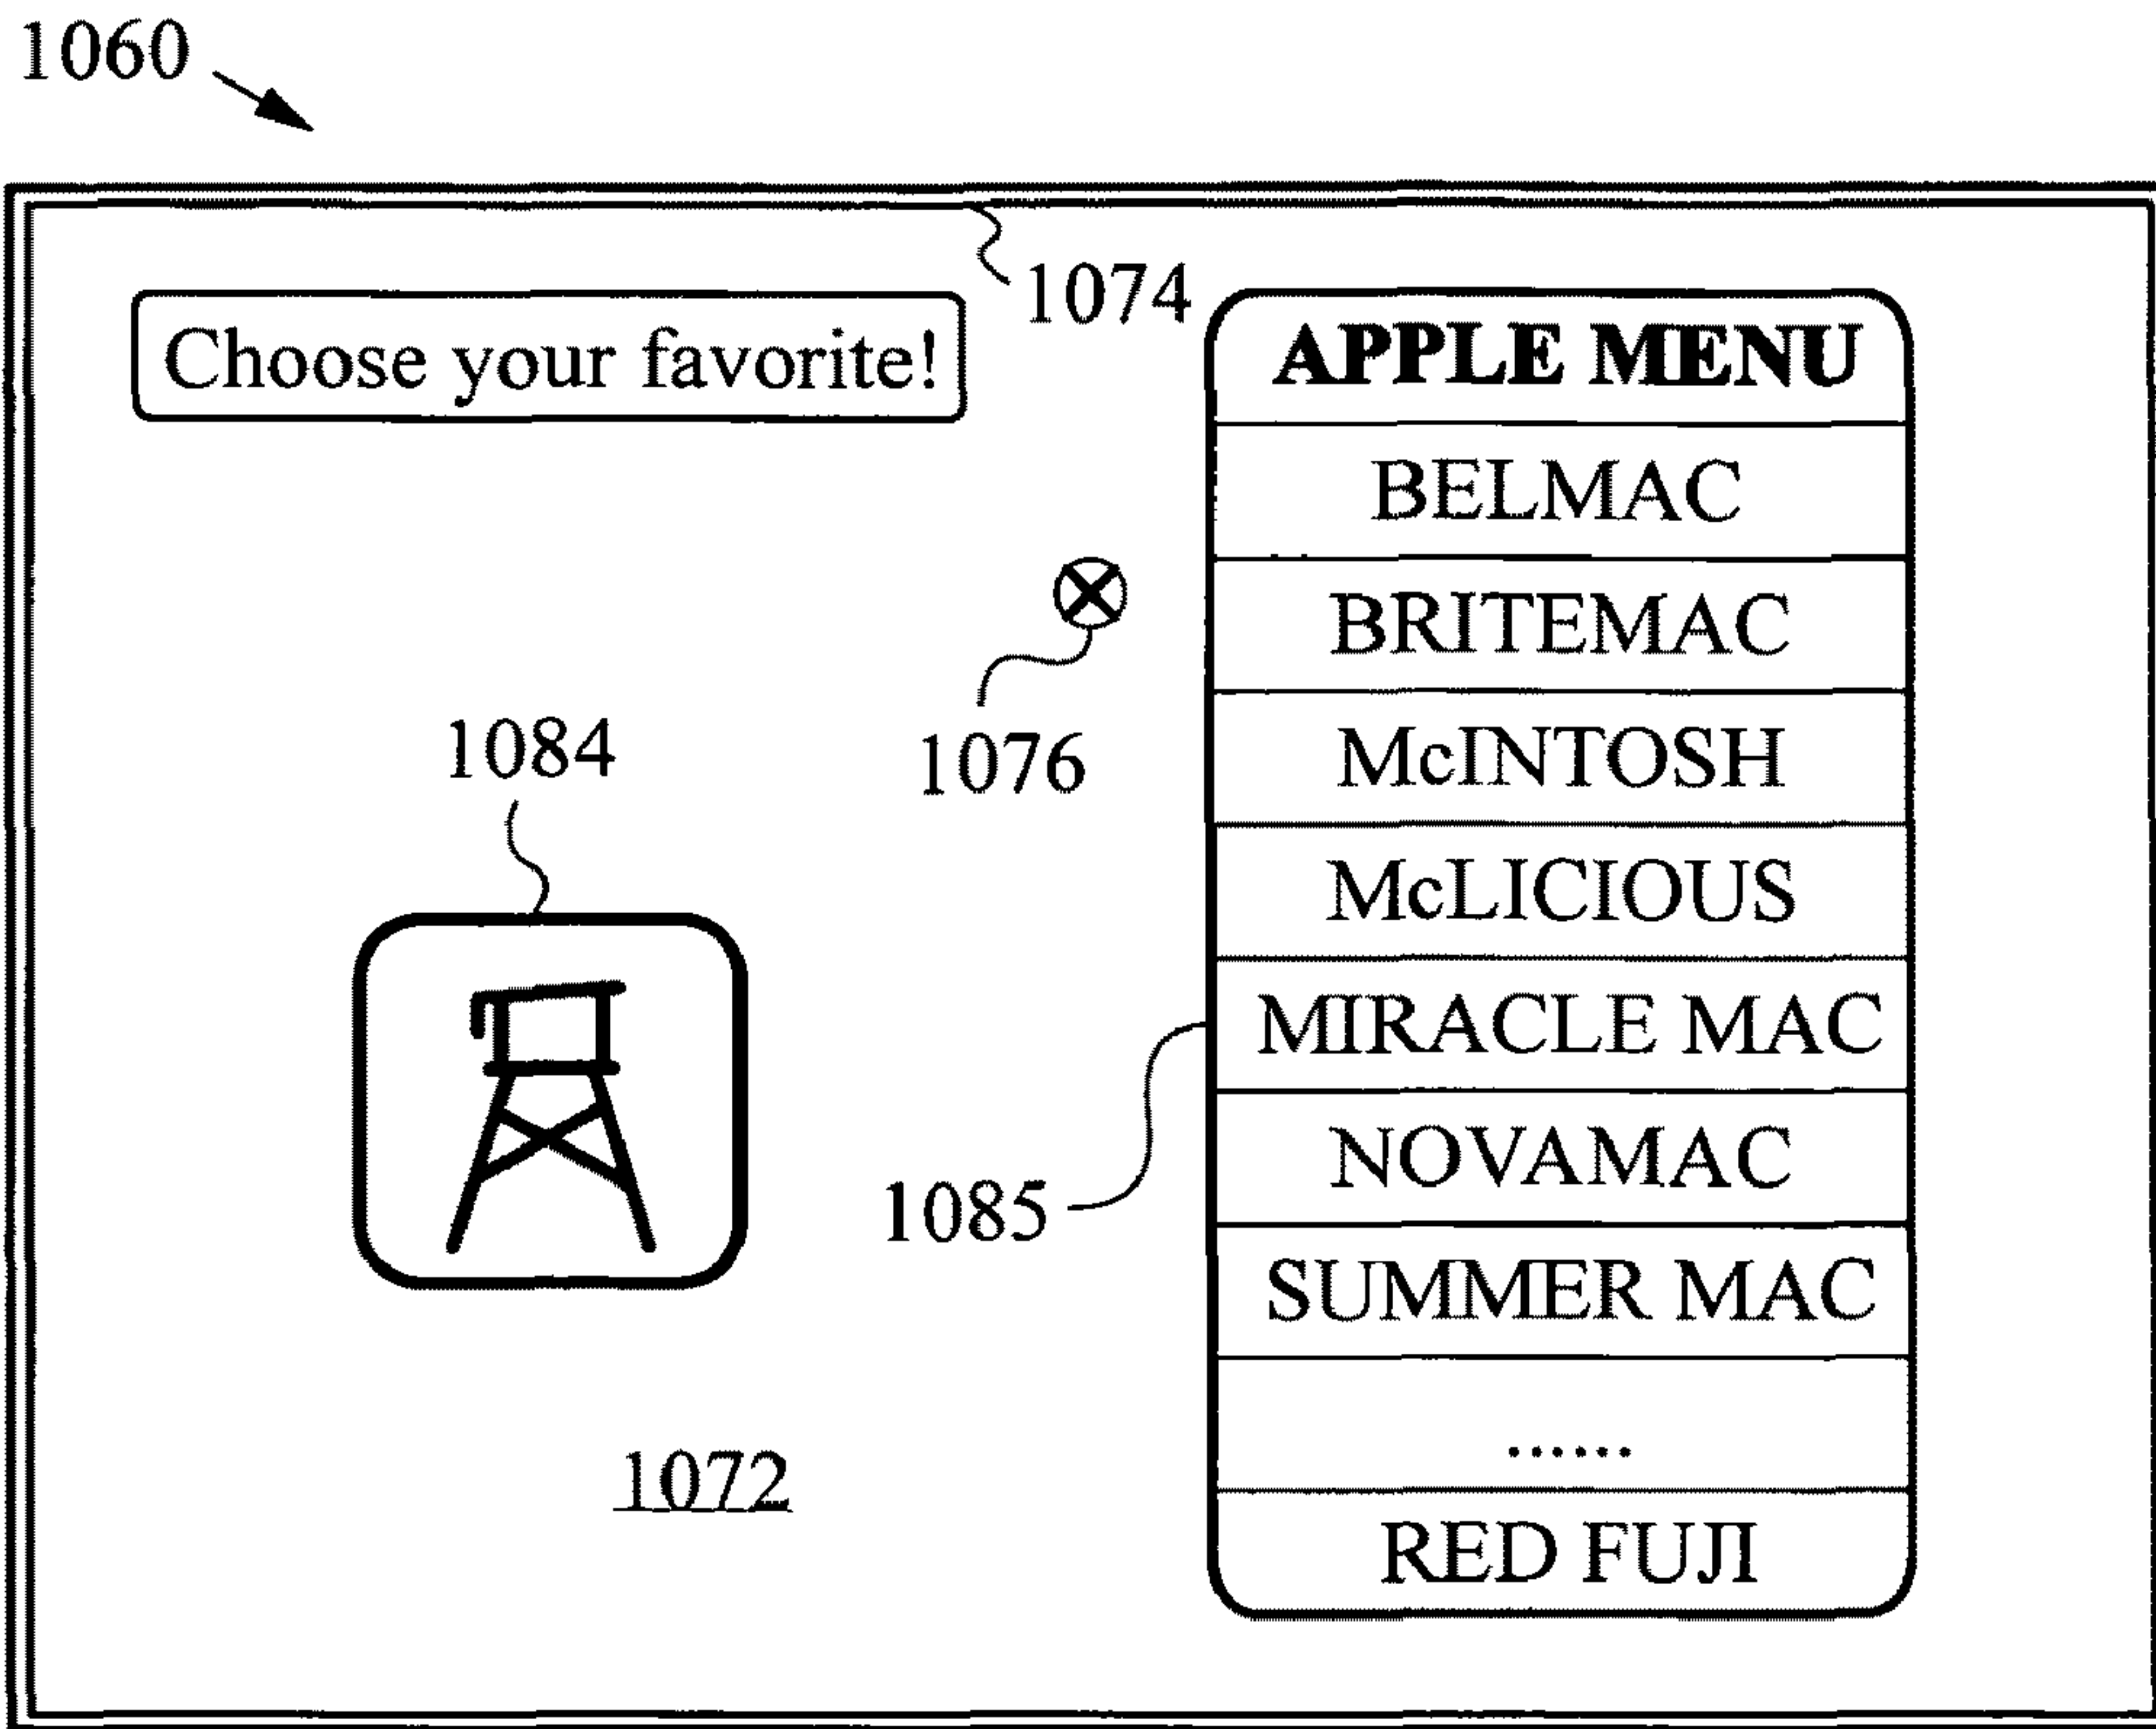 1060
1074
Choose your favorite!
APPLE MENU
BELMAC
BRITEMAC
1076
McINTOSH
1084
McLICIOUS
MIRACLE MAC
NOVAMAC
1085
SUMMER MAC
......
1072
RED FUJI